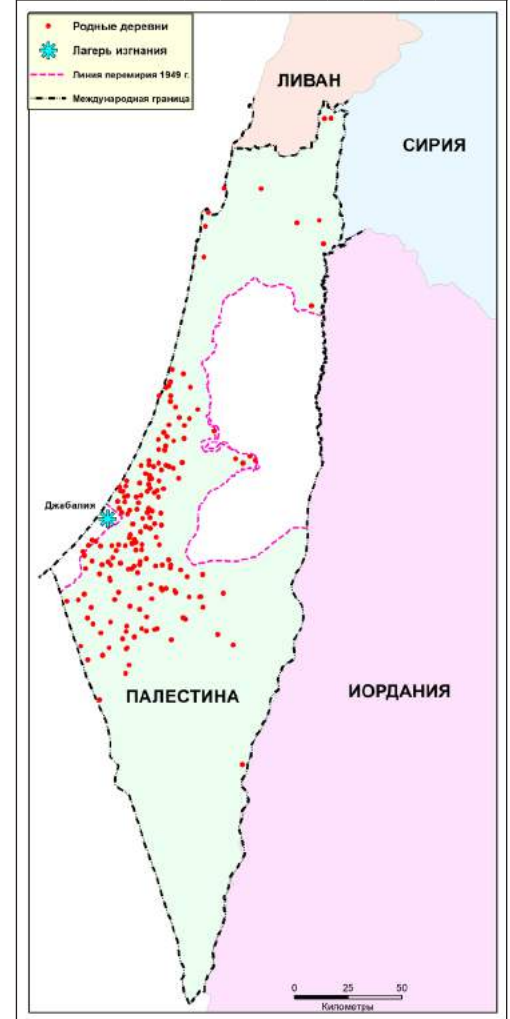 Родные деревни
Лагерь изгнания
Линия перемирия 1949 г.
Международная граница
ЛИВАН
СИРИЯ
Джабалия
ПАЛЕСТИНА
ИОРДАНИЯ
0 25 50
Километры